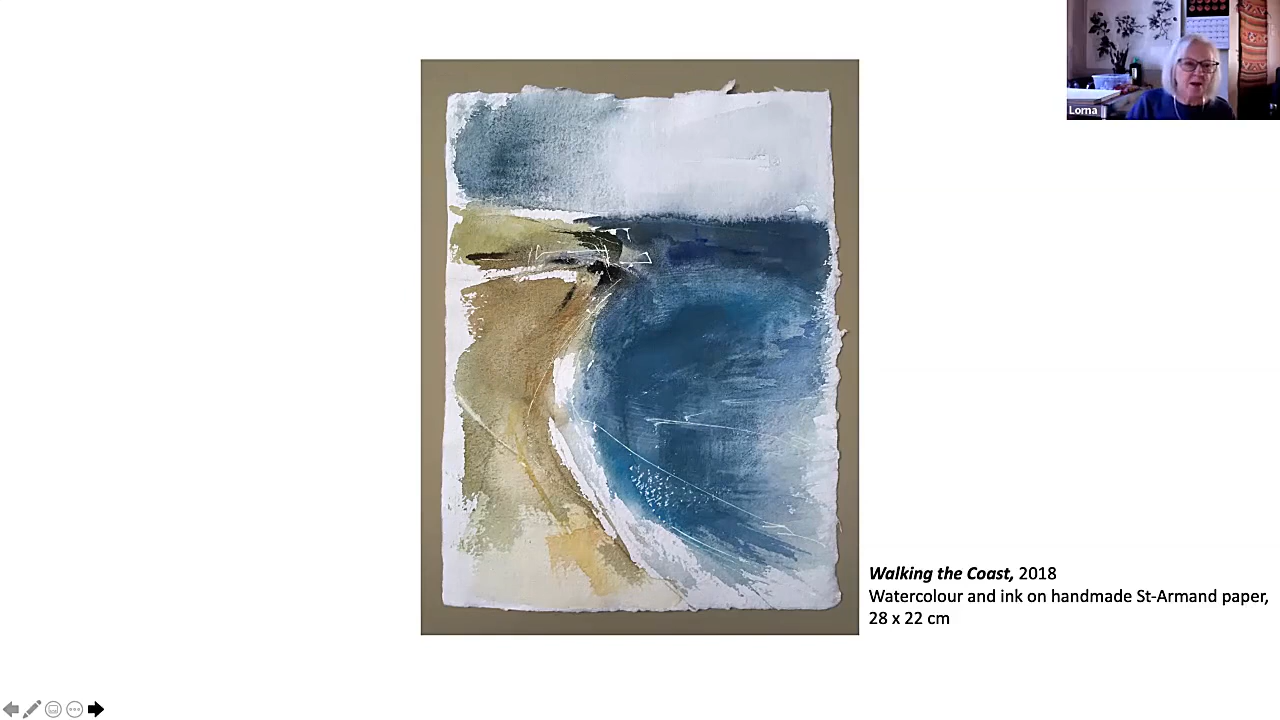 Lorna
Walking the Coast, 2018
Watercolour and ink on handmade St-Armand paper,
28 x 22 cm